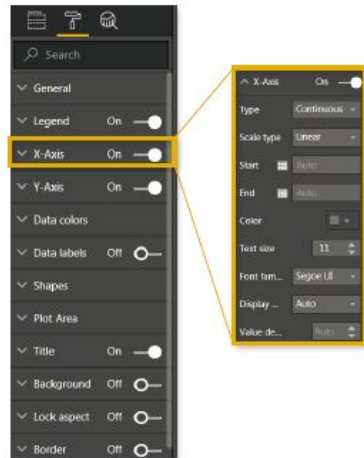 Search
General
Legend On
X-Axis On
Y-Axis On
Data colors
Data labels Off
Shapes
Plot Area
Title On
Background Off
Lock aspect Off
Border Off
X-Axis On
Type Continuous
Scale type Linear
Start Auto
End Auto
Color
Text size 11
Font fam... Segoe UI
Display ... Auto
Value de... Auto